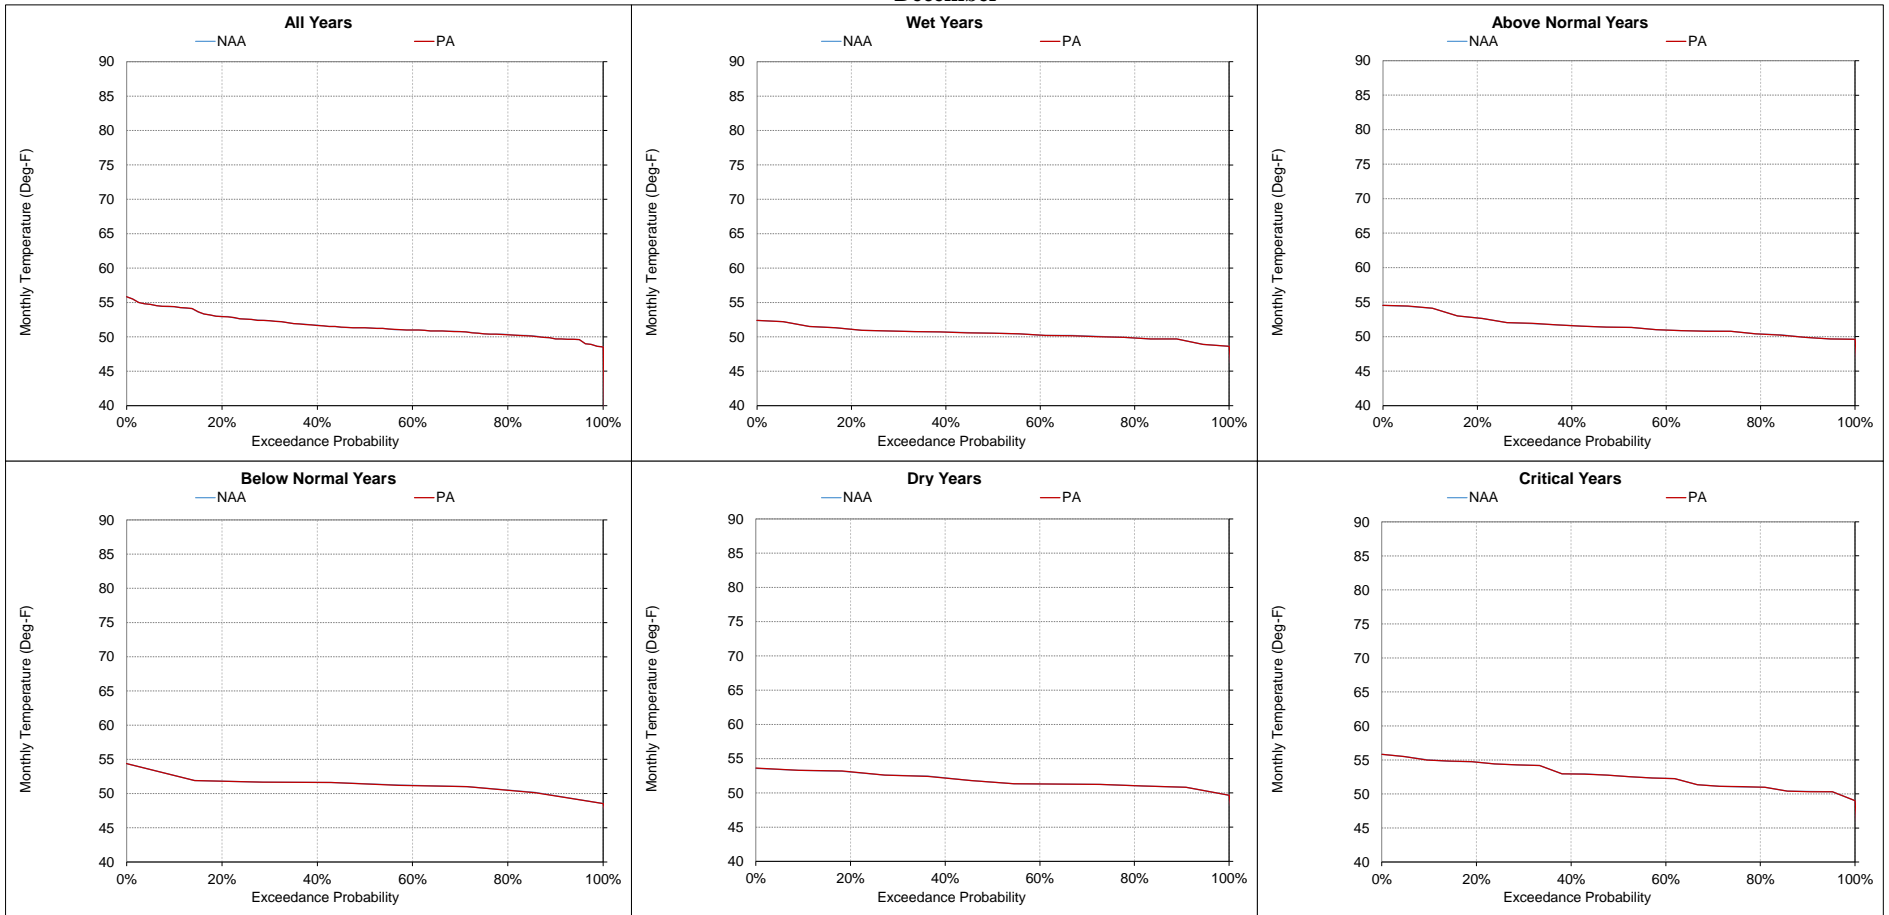 December
All Years
NAA PA
90
85
80
75
70
65
60
55
50
45
40
Monthly Temperature (Deg-F)
0% 20% 40% 60% 80% 100%
Exceedance Probability
Wet Years
NAA PA
90
85
80
75
70
65
60
55
50
45
40
Monthly Temperature (Deg-F)
0% 20% 40% 60% 80% 100%
Exceedance Probability
Above Normal Years
NAA PA
90
85
80
75
70
65
60
55
50
45
40
Monthly Temperature (Deg-F)
0% 20% 40% 60% 80% 100%
Exceedance Probability
Below Normal Years
NAA PA
90
85
80
75
70
65
60
55
50
45
40
Monthly Temperature (Deg-F)
0% 20% 40% 60% 80% 100%
Exceedance Probability
Dry Years
NAA PA
90
85
80
75
70
65
60
55
50
45
40
Monthly Temperature (Deg-F)
0% 20% 40% 60% 80% 100%
Exceedance Probability
Critical Years
NAA PA
90
85
80
75
70
65
60
55
50
45
40
Monthly Temperature (Deg-F)
0% 20% 40% 60% 80% 100%
Exceedance Probability